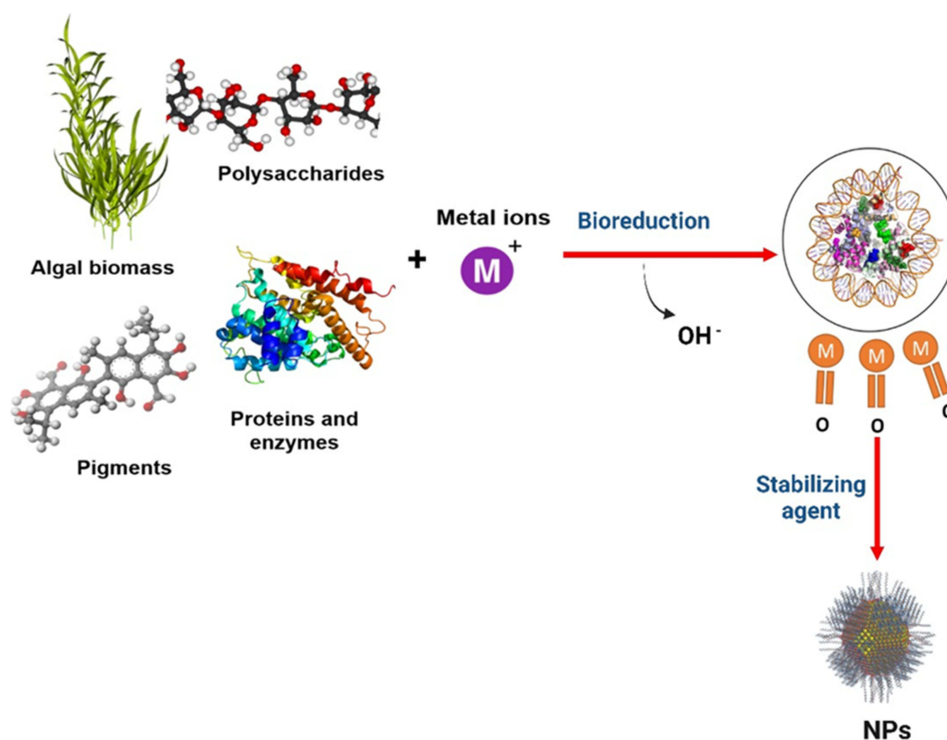 Polysaccharides
Algal biomass
Pigments
Proteins and
enzymes
+
Metal ions
M
+
Bioreduction
OH -
M
M
M
O
O
O
Stabilizing
agent
NPs